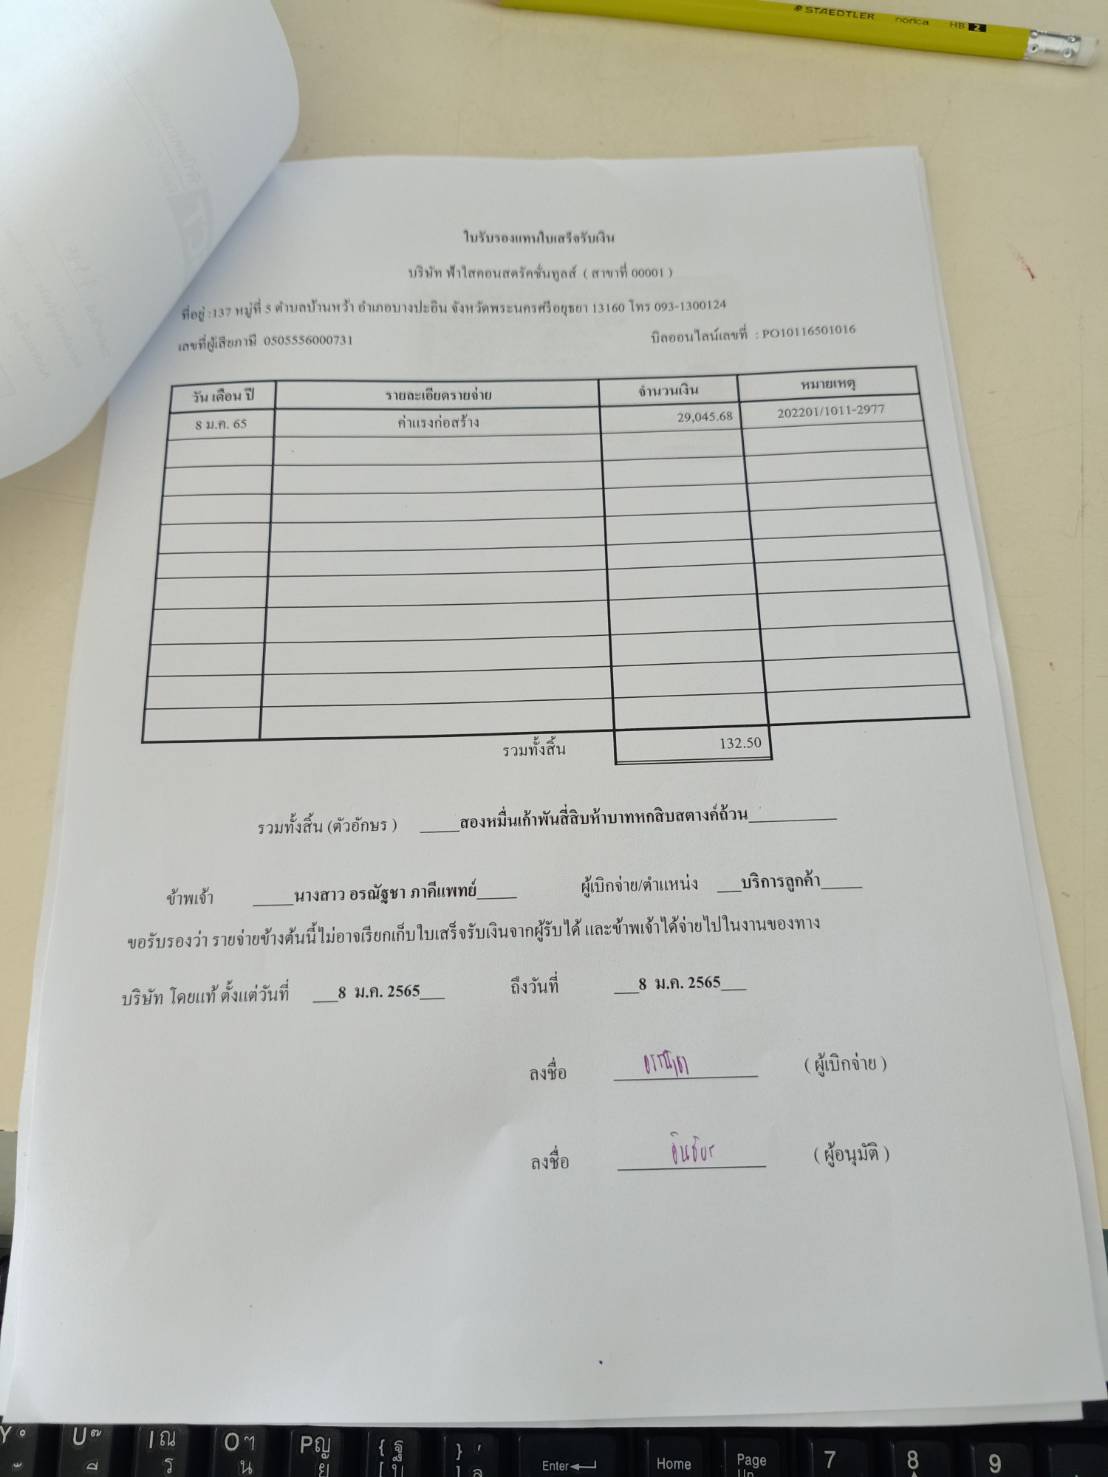 STAEDTLER norica HB 2
ใบรับรองแทนใบเสร็จรับเงิน
บริษัท ฟ้าใสคอนสตรัคชั่นทูลส์ ( สาขาที่ 00001 )
ที่อยู่ :137 หมู่ที่ 5 ตำบลบ้านหว้า อำเภอบางปะอิน จังหวัดพระนครศรีอยุธยา 13160 โทร 093-1300124
เลขที่ผู้เสียภาษี 0505556000731 บิลออนไลน์เลขที่ : PO10116501016
วัน เดือน ปี รายละเอียดรายจ่าย จำนวนเงิน หมายเหตุ
8 ม.ค. 65 ค่าแรงก่อสร้าง 29,045.68 202201/1011-2977
รวมทั้งสิ้น 132.50
รวมทั้งสิ้น (ตัวอักษร ) สองหมื่นเก้าพันสี่สิบห้าบาทหกสิบสตางค์ถ้วน
ข้าพเจ้า นางสาว อรณัฐชา ภาคีแพทย์ ผู้เบิกจ่าย/ตำแหน่ง บริการลูกค้า
ขอรับรองว่า รายจ่ายข้างต้นนี้ไม่อาจเรียกเก็บใบเสร็จรับเงินจากผู้รับได้ และข้าพเจ้าได้จ่ายไปในงานของทาง
บริษัท โดยแท้ ตั้งแต่วันที่ 8 ม.ค. 2565 ถึงวันที่ 8 ม.ค. 2565
ลงชื่อ ( ผู้เบิกจ่าย )
ลงชื่อ ( ผู้อนุมัติ )
Y U I ณ ร O น P ญ ย { ฐ [ บ } ] ล Enter Home Page 7 8 9